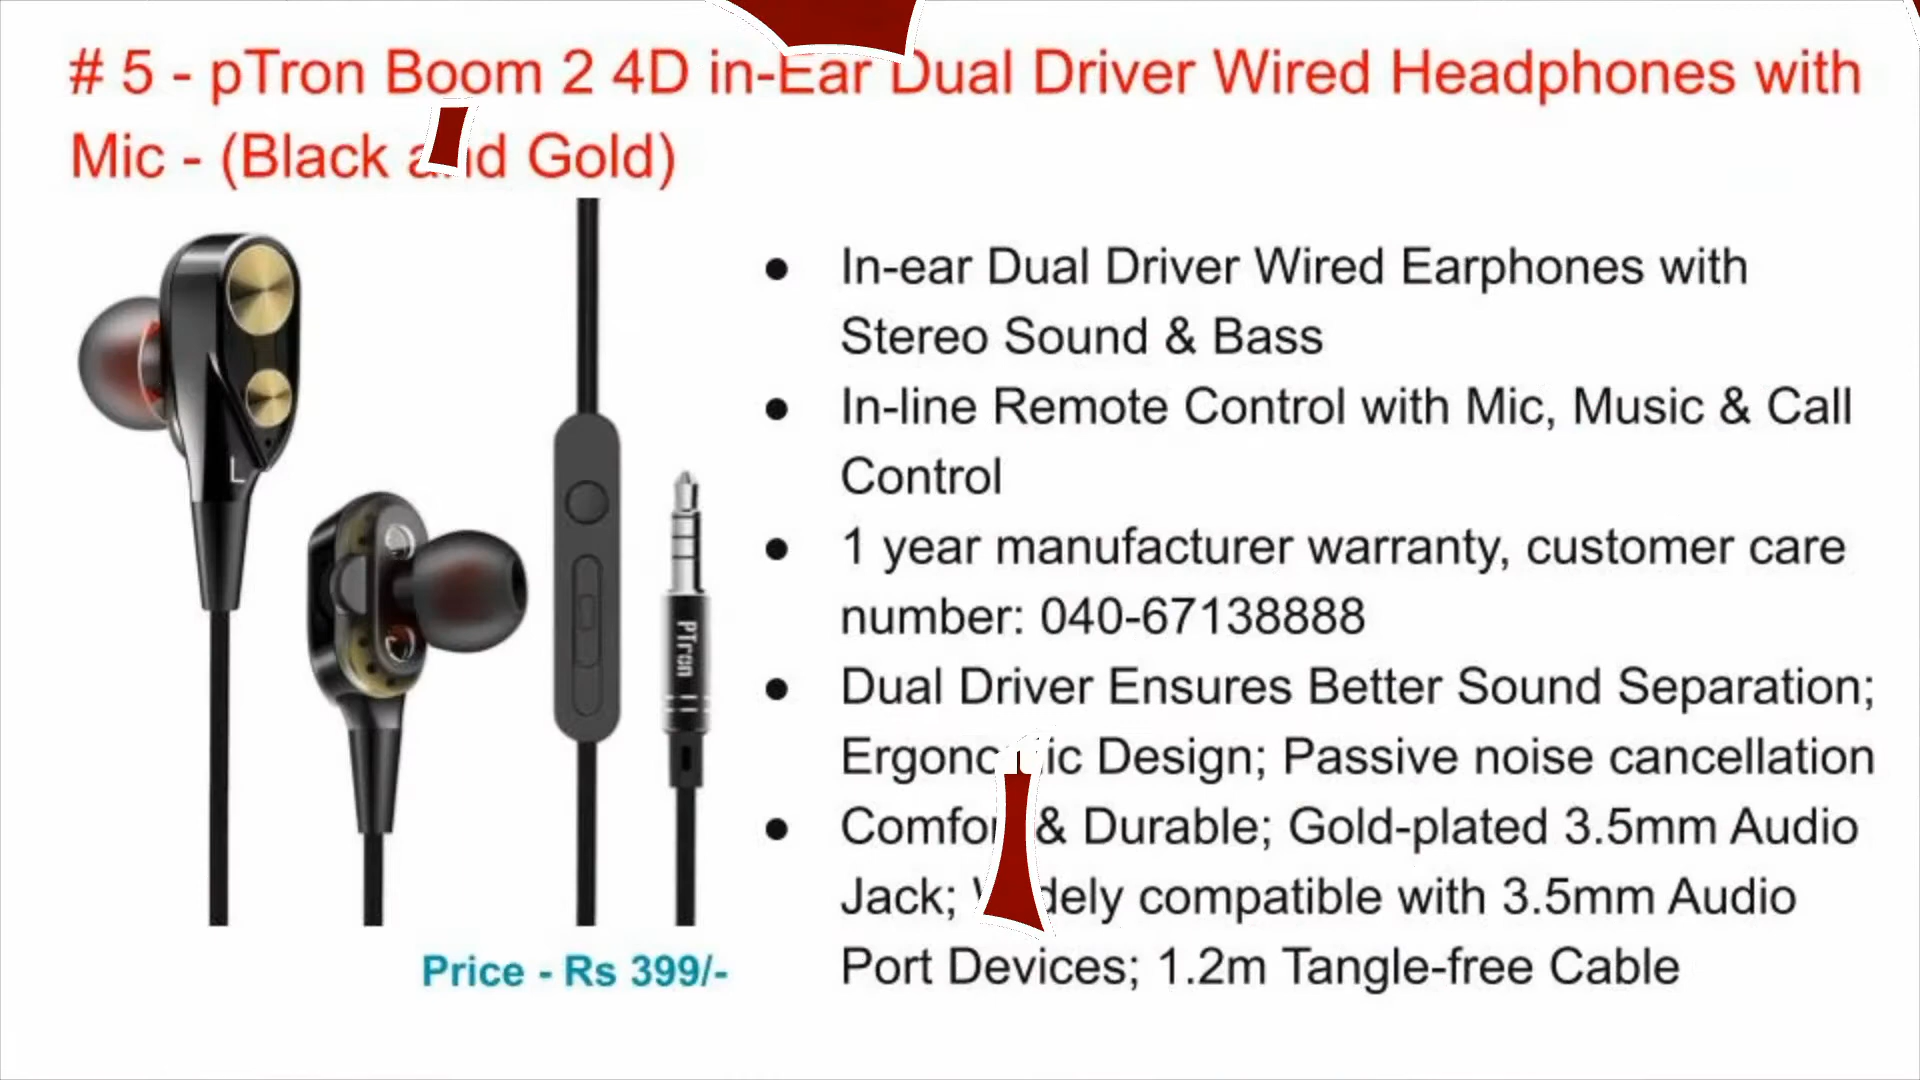 # 5 - pTron Boom 2 4D in-Ear Dual Driver Wired Headphones with
Mic - (Black and Gold)
In-ear Dual Driver Wired Earphones with
Stereo Sound & Bass
In-line Remote Control with Mic, Music & Call
Control
1 year manufacturer warranty, customer care
number: 040-67138888
Dual Driver Ensures Better Sound Separation;
Ergonomic Design; Passive noise cancellation
Comfort & Durable; Gold-plated 3.5mm Audio
Jack; Widely compatible with 3.5mm Audio
Port Devices; 1.2m Tangle-free Cable
L
PTron
Price - Rs 399/-